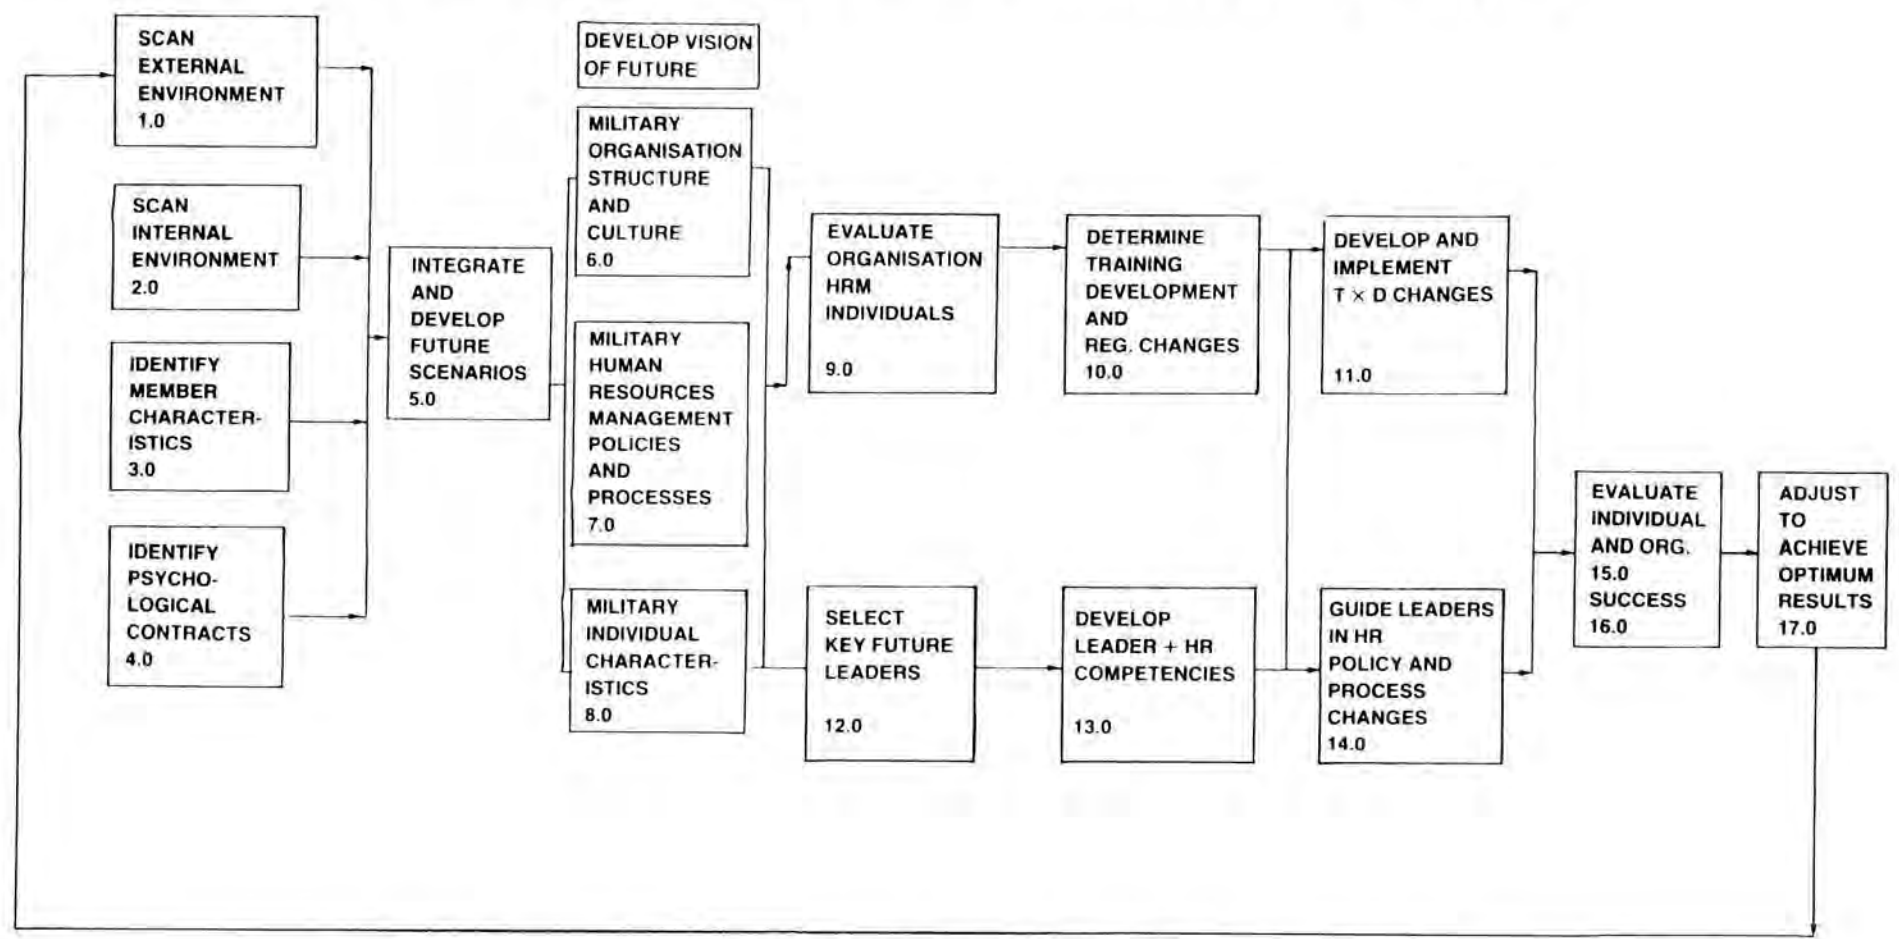 SCAN
EXTERNAL
ENVIRONMENT
1.0
SCAN
INTERNAL
ENVIRONMENT
2.0
IDENTIFY
MEMBER
CHARACTER-
ISTICS
3.0
IDENTIFY
PSYCHO-
LOGICAL
CONTRACTS
4.0
INTEGRATE
AND
DEVELOP
FUTURE
SCENARIOS
5.0
DEVELOP VISION
OF FUTURE
MILITARY
ORGANISATION
STRUCTURE
AND
CULTURE
6.0
MILITARY
HUMAN
RESOURCES
MANAGEMENT
POLICIES
AND
PROCESSES
7.0
MILITARY
INDIVIDUAL
CHARACTER-
ISTICS
8.0
EVALUATE
ORGANISATION
HRM
INDIVIDUALS
9.0
DETERMINE
TRAINING
DEVELOPMENT
AND
REG. CHANGES
10.0
DEVELOP AND
IMPLEMENT
T × D CHANGES
11.0
SELECT
KEY FUTURE
LEADERS
12.0
DEVELOP
LEADER + HR
COMPETENCIES
13.0
GUIDE LEADERS
IN HR
POLICY AND
PROCESS
CHANGES
14.0
EVALUATE
INDIVIDUAL
AND ORG.
15.0
SUCCESS
16.0
ADJUST
TO
ACHIEVE
OPTIMUM
RESULTS
17.0